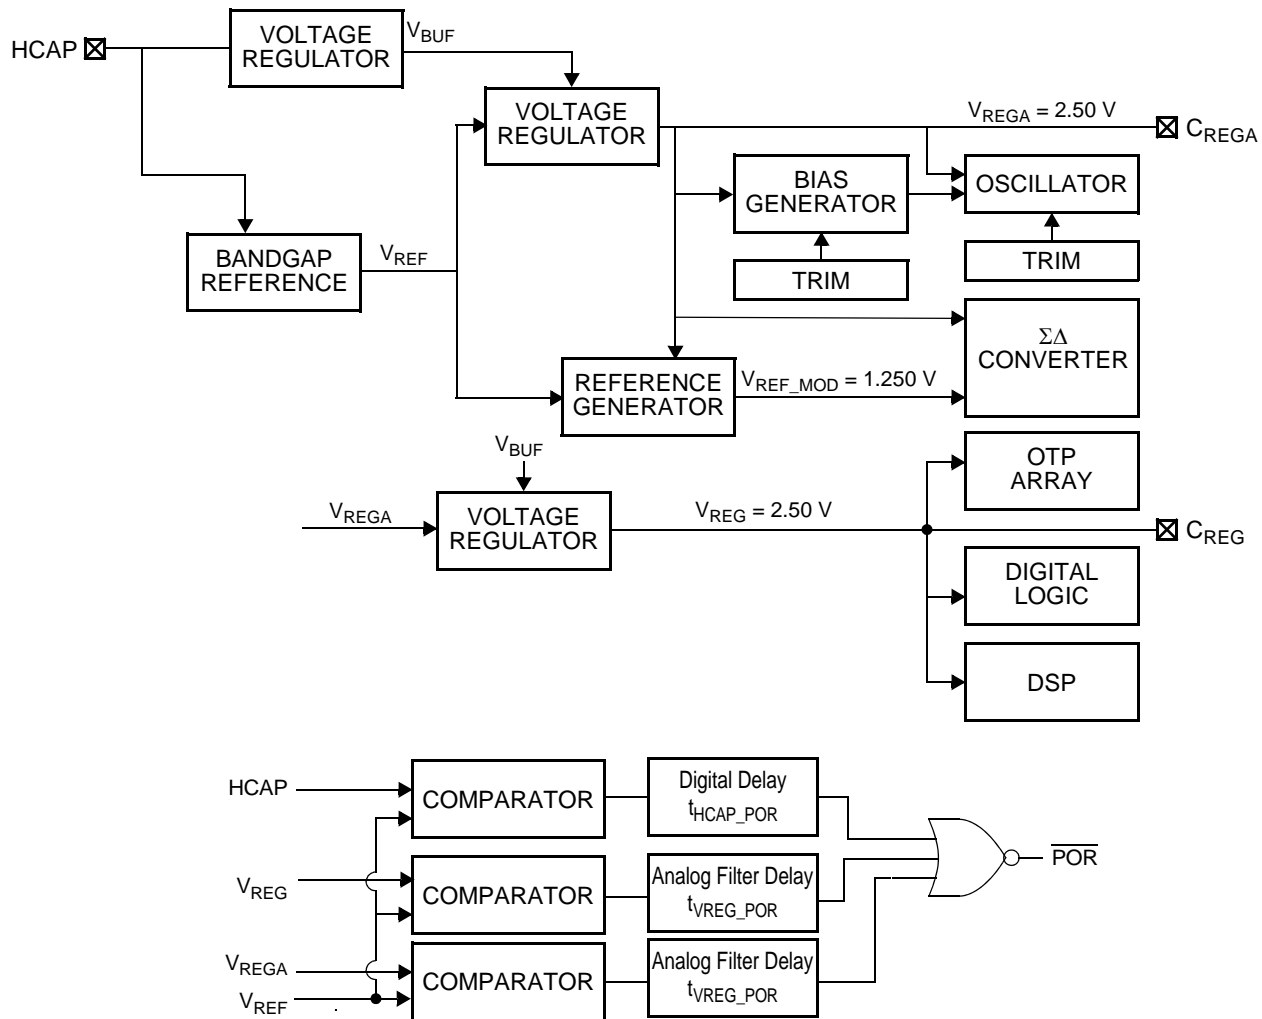 HCAP
VOLTAGE
REGULATOR
VBUF
VOLTAGE
REGULATOR
VREGA = 2.50 V
CREGA
BIAS
GENERATOR
OSCILLATOR
TRIM
TRIM
BANDGAP
REFERENCE
VREF
ΣΔ
CONVERTER
REFERENCE
GENERATOR
VREF_MOD = 1.250 V
VBUF
VREGA
VOLTAGE
REGULATOR
VREG = 2.50 V
OTP
ARRAY
CREG
DIGITAL
LOGIC
DSP
HCAP
COMPARATOR
Digital Delay
tHCAP_POR
POR
VREG
COMPARATOR
Analog Filter Delay
tVREG_POR
VREGA
VREF
COMPARATOR
Analog Filter Delay
tVREG_POR